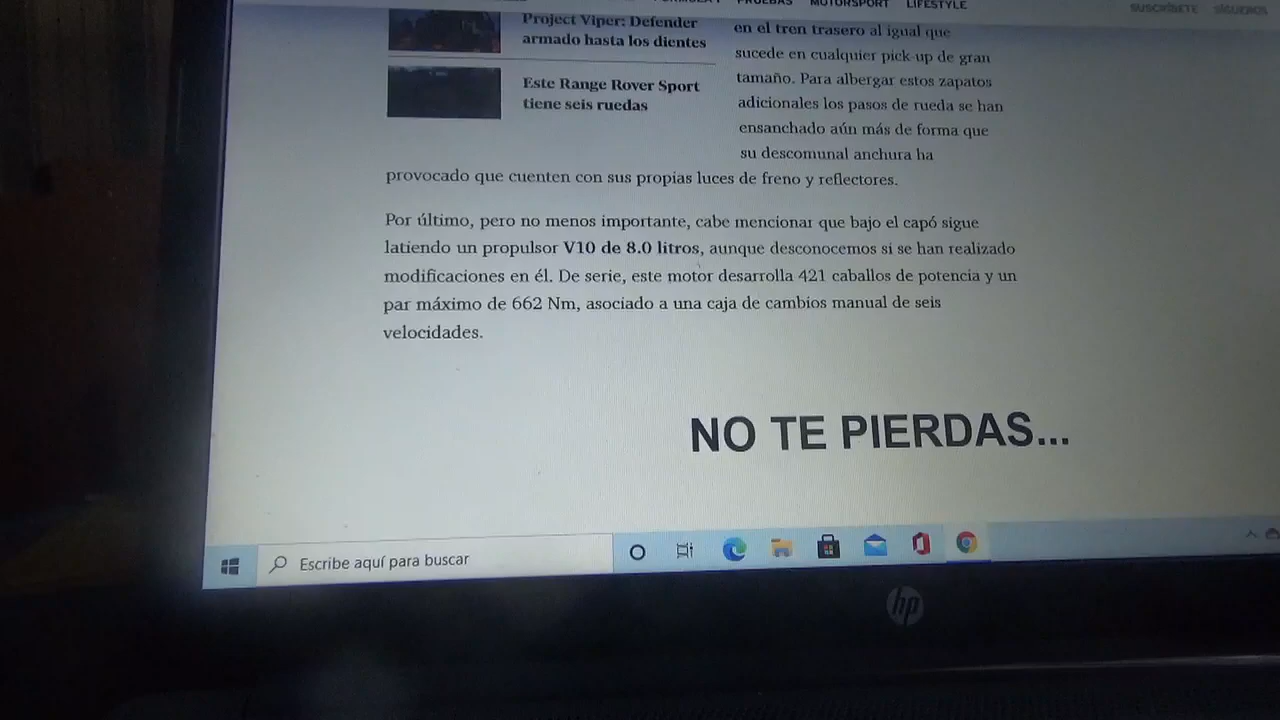 PRUEBAS MOTORSPORT LIFESTYLE
SUSCRÍBETE SÍGUENOS
Project Viper: Defender
armado hasta los dientes
Este Range Rover Sport
tiene seis ruedas
en el tren trasero al igual que
sucede en cualquier pick-up de gran
tamaño. Para albergar estos zapatos
adicionales los pasos de rueda se han
ensanchado aún más de forma que
su descomunal anchura ha
provocado que cuenten con sus propias luces de freno y reflectores.
Por último, pero no menos importante, cabe mencionar que bajo el capó sigue
latiendo un propulsor V10 de 8.0 litros, aunque desconocemos si se han realizado
modificaciones en él. De serie, este motor desarrolla 421 caballos de potencia y un
par máximo de 662 Nm, asociado a una caja de cambios manual de seis
velocidades.
NO TE PIERDAS...
Escribe aquí para buscar
hp